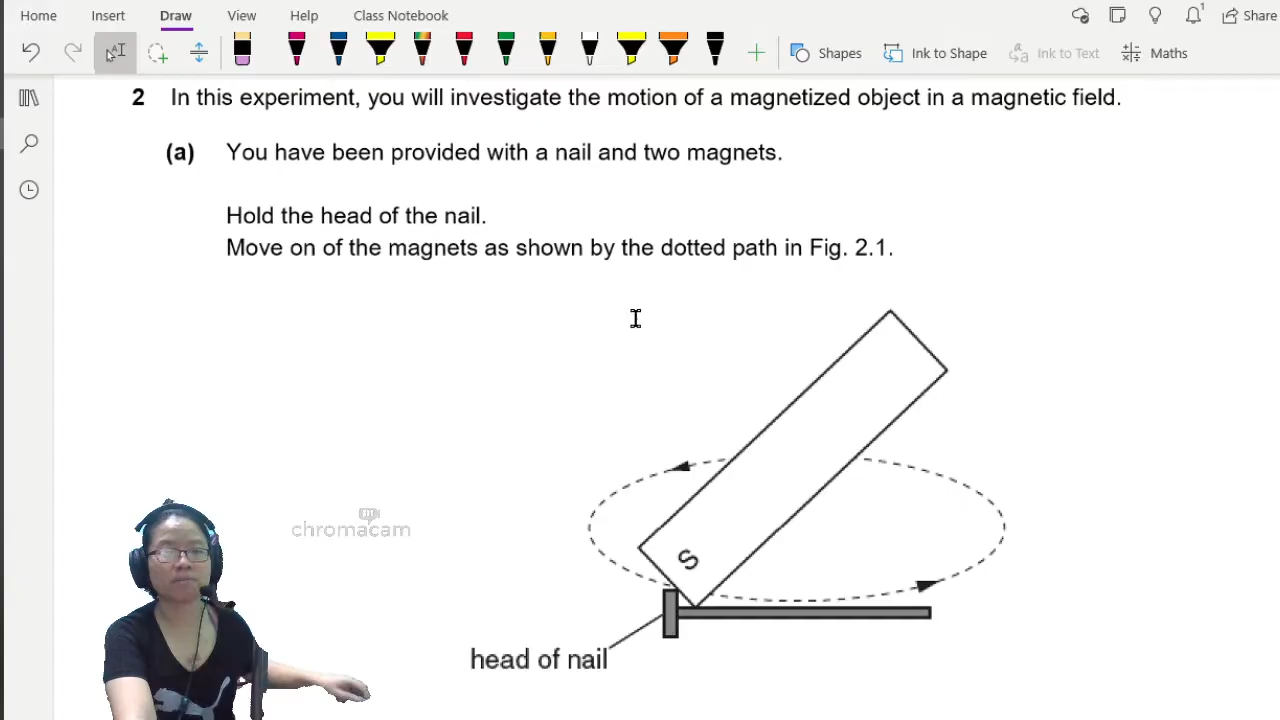 Home Insert Draw View Help Class Notebook Share
Shapes Ink to Shape Ink to Text Maths
2 In this experiment, you will investigate the motion of a magnetized object in a magnetic field.
(a) You have been provided with a nail and two magnets.
Hold the head of the nail.
Move on of the magnets as shown by the dotted path in Fig. 2.1.
S
chromacam
head of nail